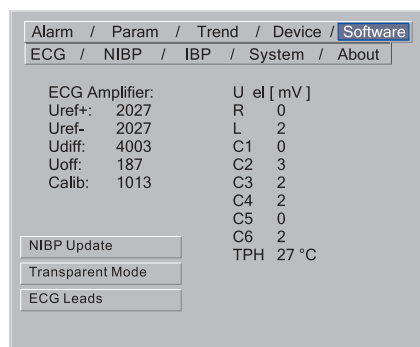 Alarm / Param / Trend / Device / Software
ECG / NIBP / IBP / System / About
ECG Amplifier:
Uref+: 2027
Uref- 2027
Udiff: 4003
Uoff: 187
Calib: 1013
U el [ mV ]
R 0
L 2
C1 0
C2 3
C3 2
C4 2
C5 0
C6 2
TPH 27 °C
NIBP Update
Transparent Mode
ECG Leads